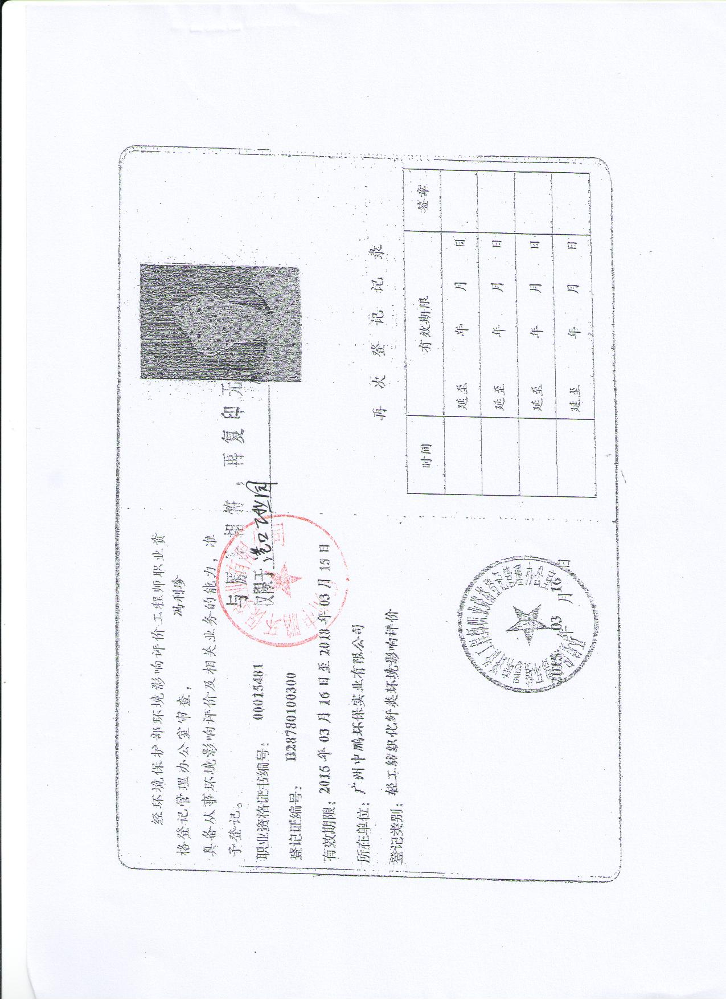 经环境保护部环境影响评价工程师职业资
格登记管理办公室审查， 冯利珍
具备从事环境影响评价及相关业务的能力，准
予登记。
职业资格证书编号： 00015481
登记证编号： B28780100300
有效期限：2015年03月16日至2018年03月15日
所在单位：广州中鹏环保实业有限公司
登记类别：轻工纺织化纤类环境影响评价
2015年03月16日
与原件相符，再复印无
仅限于
再次登记记录
时间 有效期限 签章
延至 年 月 日
延至 年 月 日
延至 年 月 日
延至 年 月 日